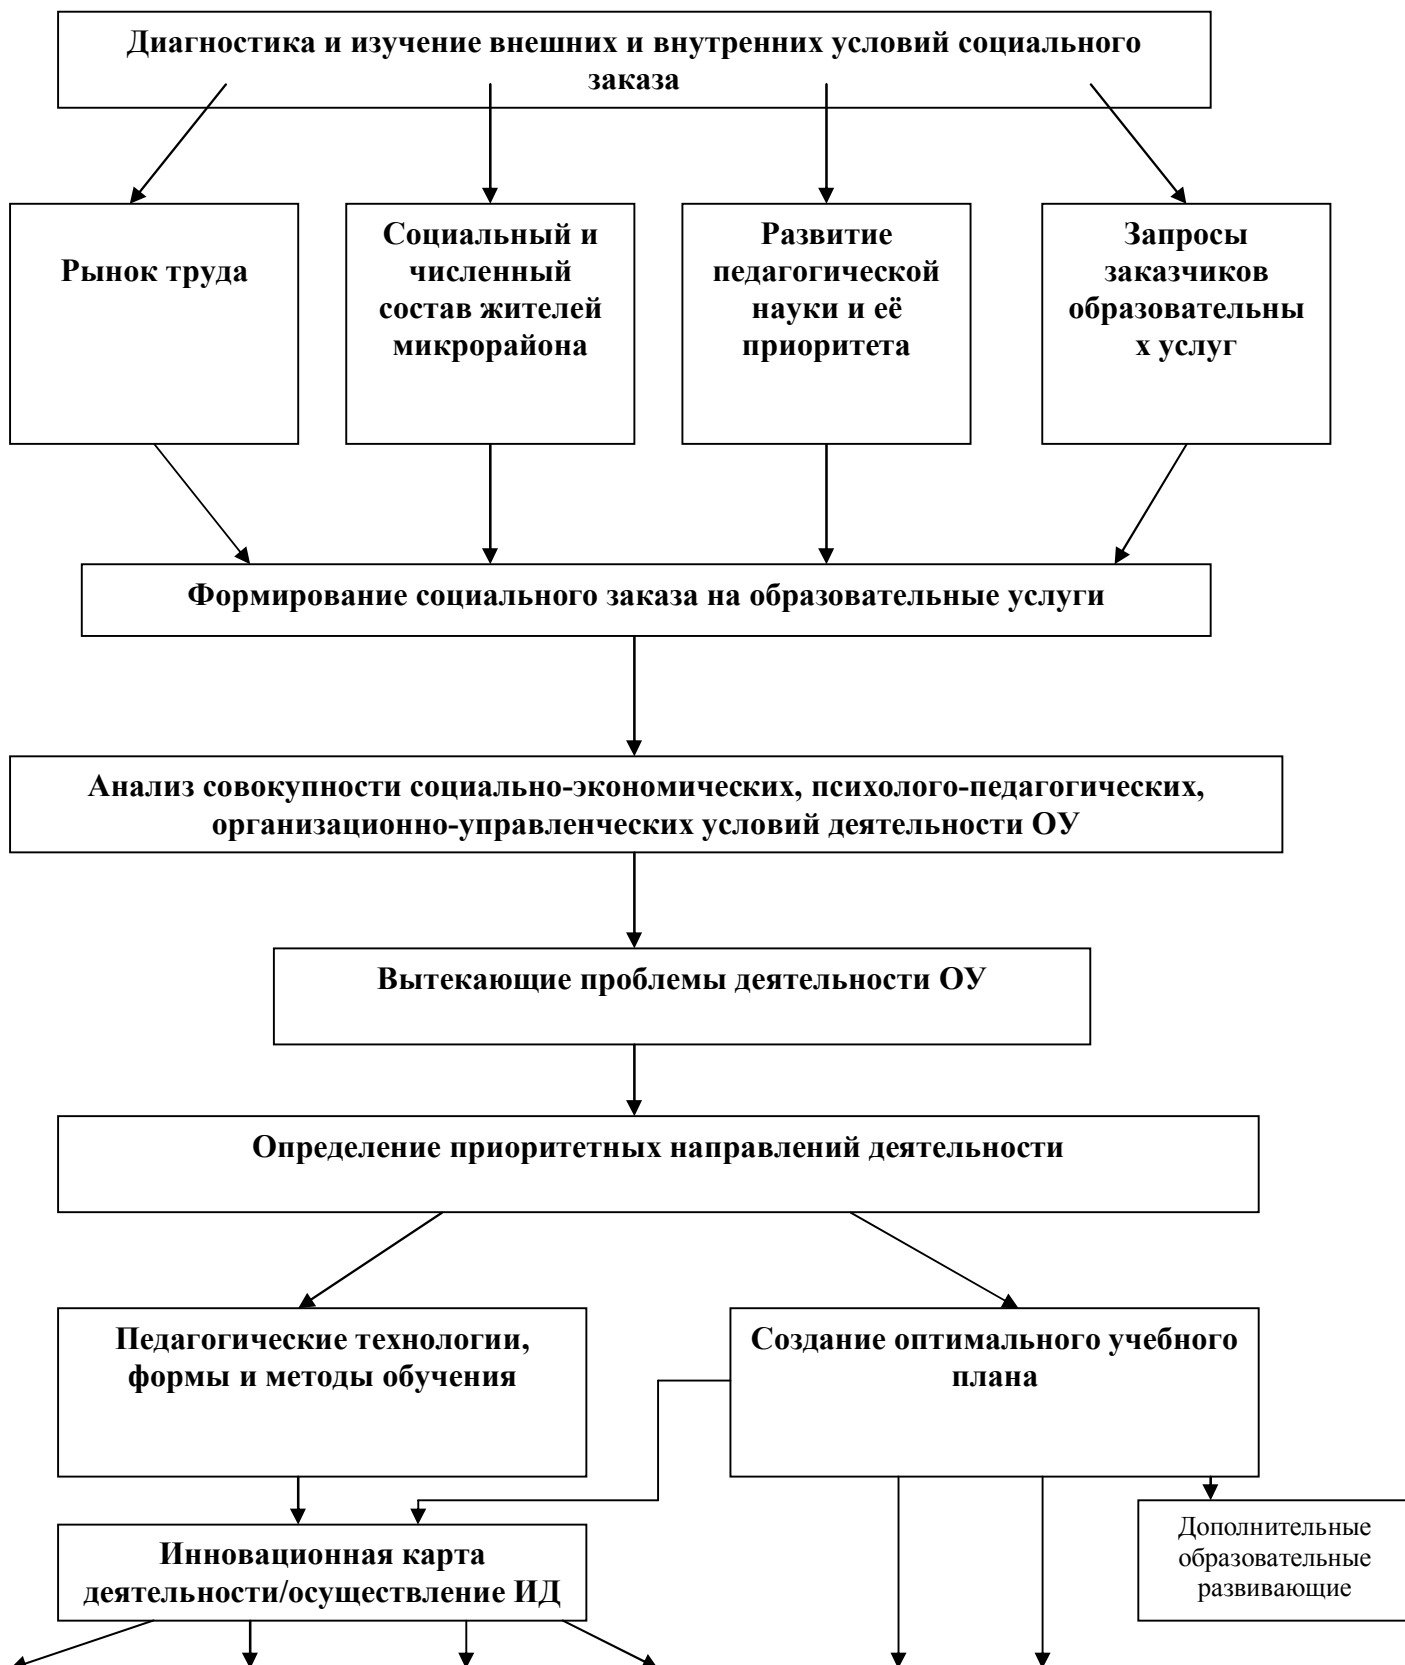 Диагностика и изучение внешних и внутренних условий социального
заказа
Рынок труда
Социальный и
численный
состав жителей
микрорайона
Развитие
педагогической
науки и её
приоритета
Запросы
заказчиков
образовательны
х услуг
Формирование социального заказа на образовательные услуги
Анализ совокупности социально-экономических, психолого-педагогических,
организационно-управленческих условий деятельности ОУ
Вытекающие проблемы деятельности ОУ
Определение приоритетных направлений деятельности
Педагогические технологии,
формы и методы обучения
Создание оптимального учебного
плана
Инновационная карта
деятельности/осуществление ИД
Дополнительные
образовательные
развивающие